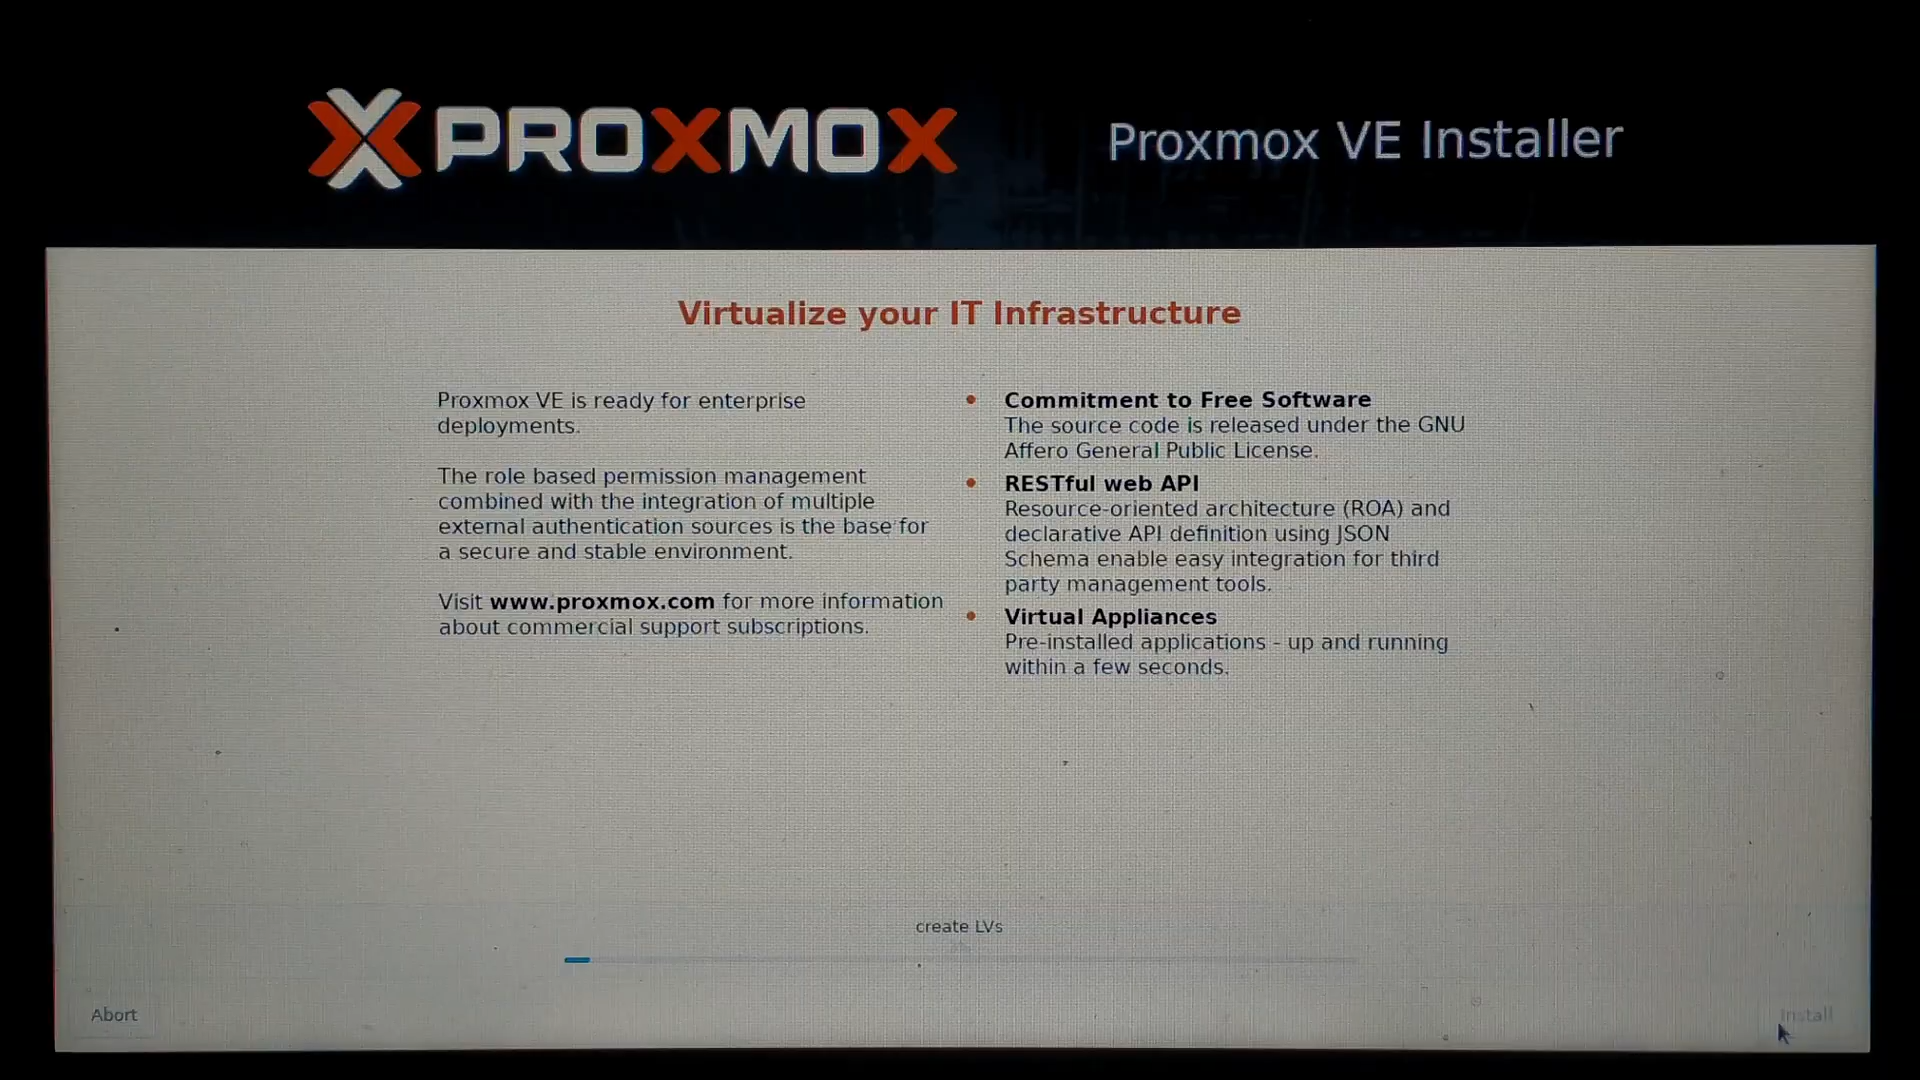 PROXMOX
Proxmox VE Installer
Virtualize your IT Infrastructure
Proxmox VE is ready for enterprise
deployments.
The role based permission management
combined with the integration of multiple
external authentication sources is the base for
a secure and stable environment.
Visit www.proxmox.com for more information
about commercial support subscriptions.
• Commitment to Free Software
The source code is released under the GNU
Affero General Public License.
• RESTful web API
Resource-oriented architecture (ROA) and
declarative API definition using JSON
Schema enable easy integration for third
party management tools.
• Virtual Appliances
Pre-installed applications - up and running
within a few seconds.
create LVs
Abort
Install